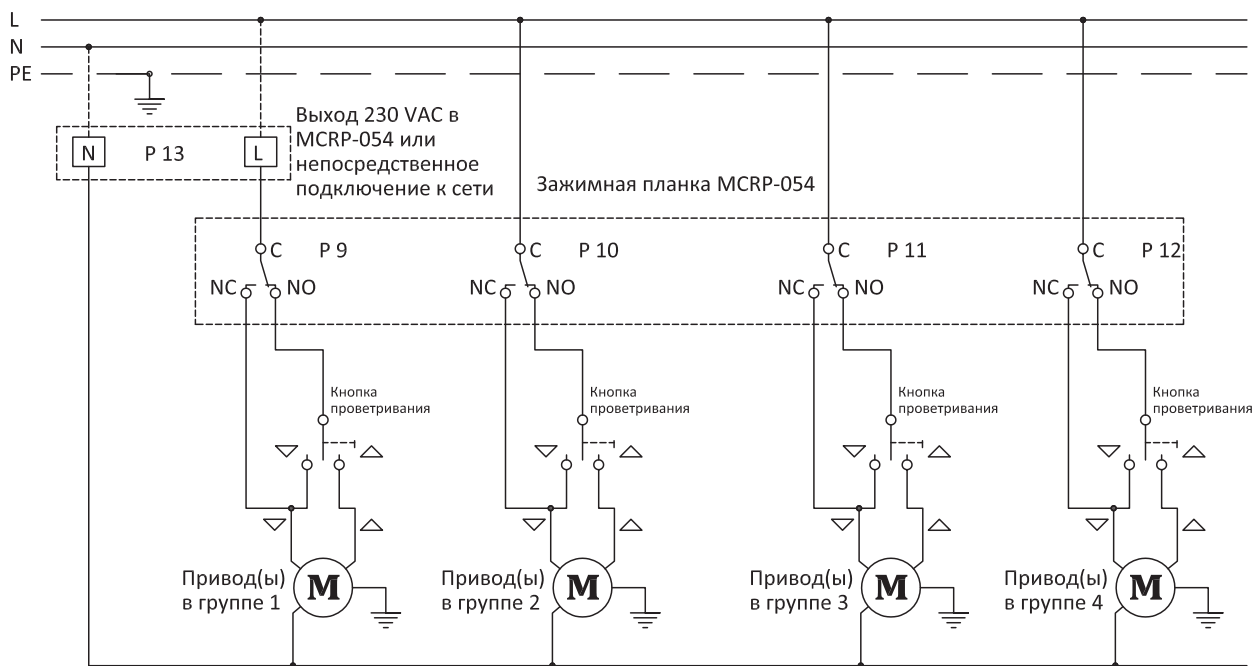 L
N
PE
Выход 230 VAC в
MCRP-054 или
непосредственное
подключение к сети
N
P 13
L
Зажимная планка MCRP-054
C
P 9
C
P 10
C
P 11
C
P 12
NC
NO
NC
NO
NC
NO
NC
NO
Кнопка
проветривания
Кнопка
проветривания
Кнопка
проветривания
Кнопка
проветривания
Привод(ы)
в группе 1
M
Привод(ы)
в группе 2
M
Привод(ы)
в группе 3
M
Привод(ы)
в группе 4
M